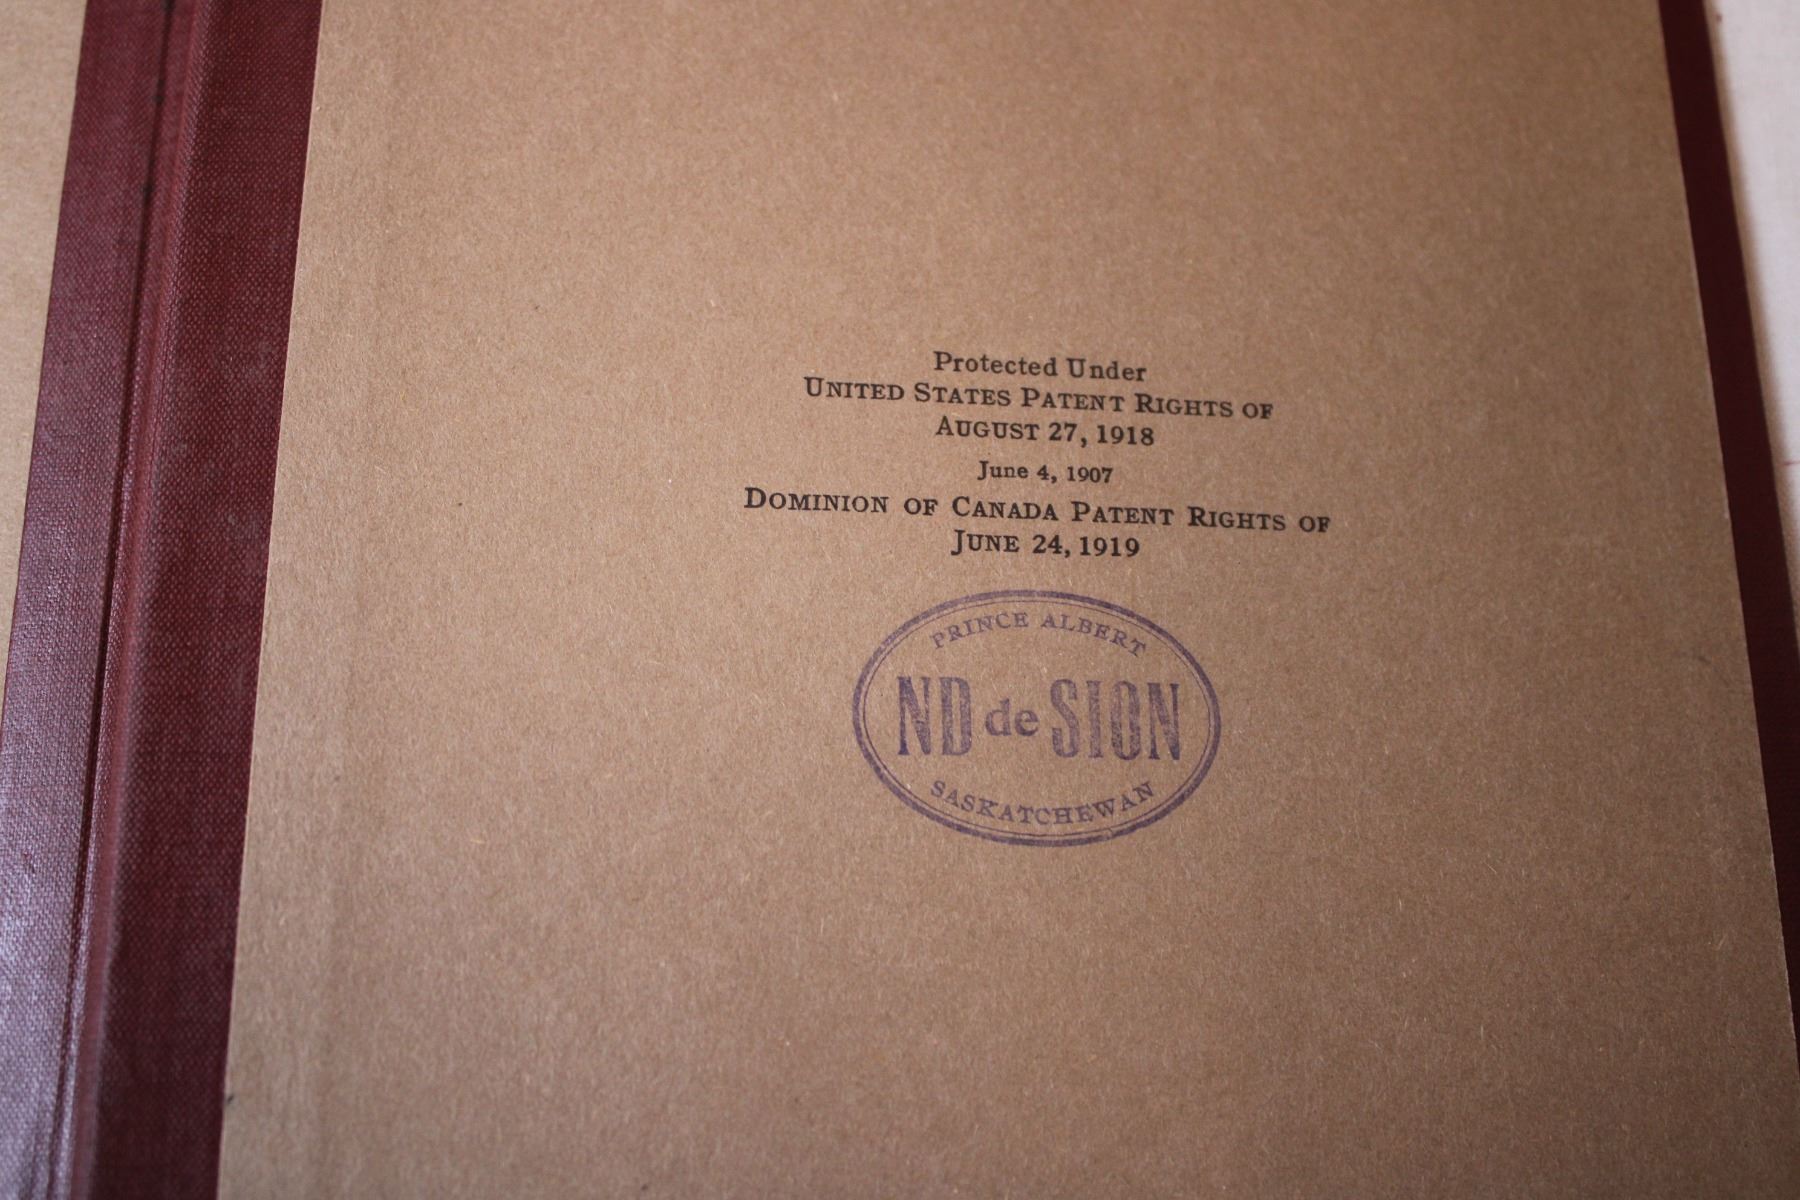 Protected Under
UNITED STATES PATENT RIGHTS OF
AUGUST 27, 1918
June 4, 1907
DOMINION OF CANADA PATENT RIGHTS OF
JUNE 24, 1919
PRINCE ALBERT
ND de SION
SASKATCHEWAN